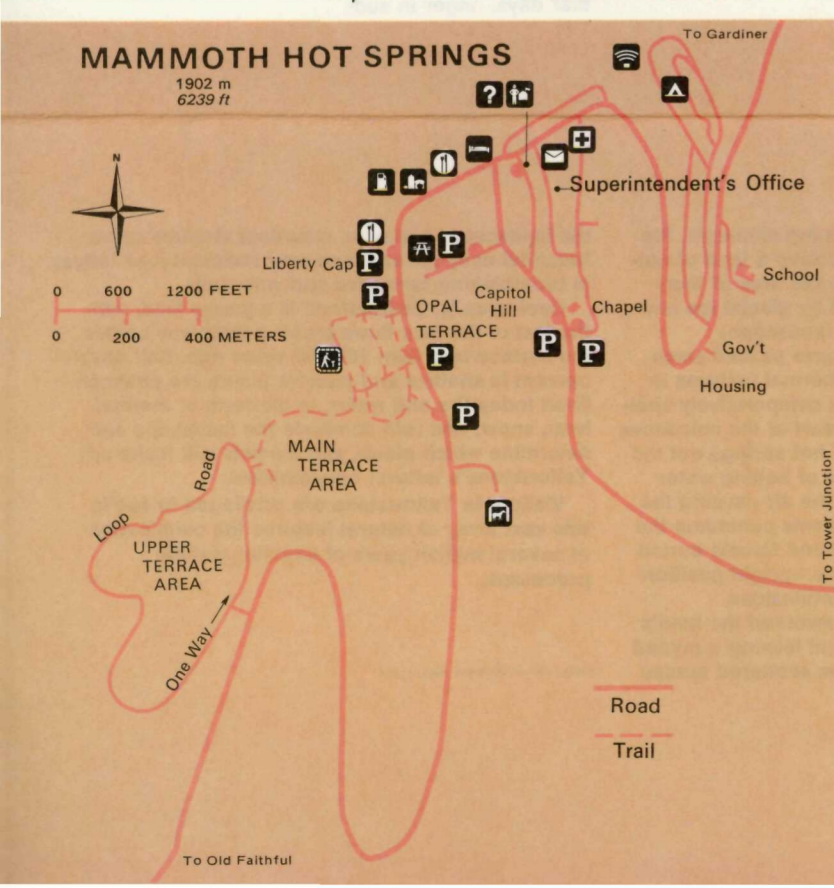 To Gardiner
MAMMOTH HOT SPRINGS
1902 m
6239 ft
?
N
Superintendent's Office
Liberty Cap
P
P
P
School
0 600 1200 FEET
0 200 400 METERS
OPAL
TERRACE
Capitol
Hill
Chapel
P
P
P
Gov't
Housing
P
MAIN
TERRACE
AREA
Loop Road
UPPER
TERRACE
AREA
One Way
To Tower Junction
Road
Trail
To Old Faithful